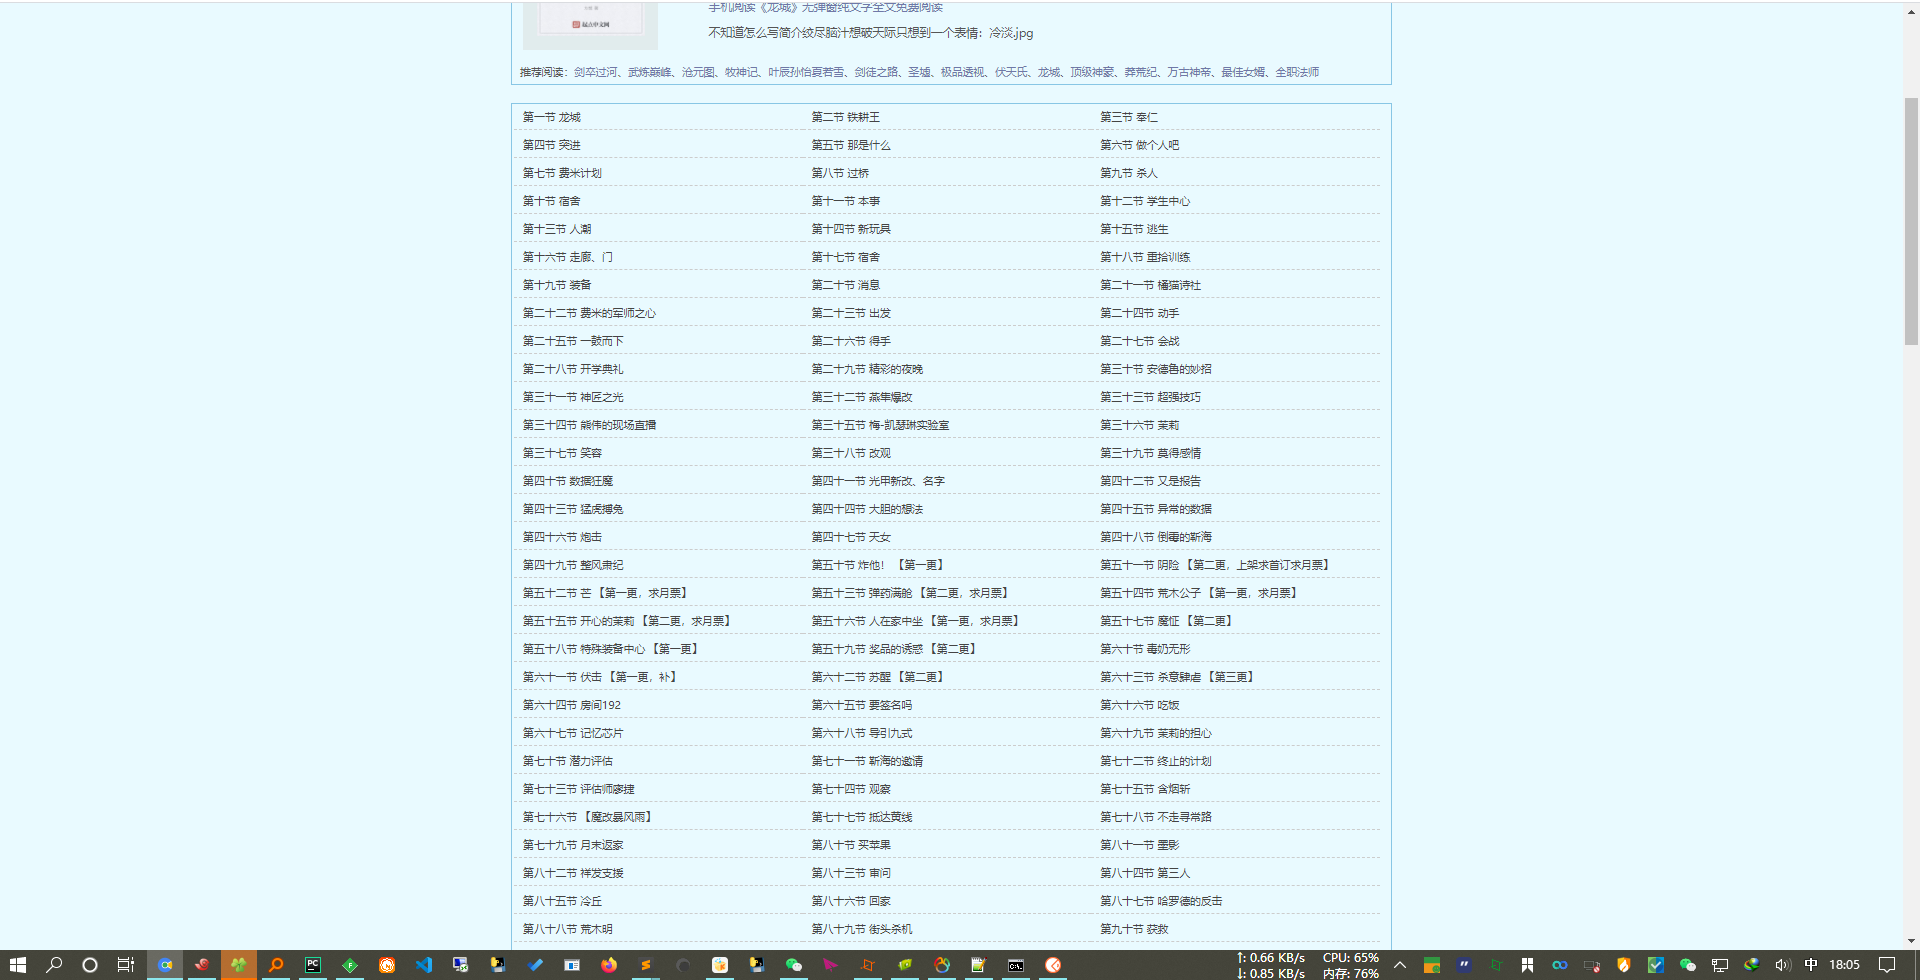 手机阅读《龙城》无弹窗纯文字全文免费阅读
起点中文网
不知道怎么写简介绞尽脑汁想破天际只想到一个表情：冷淡.jpg
推荐阅读：剑卒过河、武炼巅峰、沧元图、牧神记、叶辰孙怡夏若雪、剑徒之路、圣墟、极品透视、伏天氏、龙城、顶级神豪、莽荒纪、万古神帝、最佳女婿、全职法师
第一节 龙城 第二节 铁耕王 第三节 奉仁
第四节 突进 第五节 那是什么 第六节 做个人吧
第七节 费米计划 第八节 过桥 第九节 杀人
第十节 宿舍 第十一节 本事 第十二节 学生中心
第十三节 人潮 第十四节 新玩具 第十五节 逃生
第十六节 走廊、门 第十七节 宿舍 第十八节 重拾训练
第十九节 装备 第二十节 消息 第二十一节 橘猫诗社
第二十二节 费米的军师之心 第二十三节 出发 第二十四节 动手
第二十五节 一鼓而下 第二十六节 得手 第二十七节 会战
第二十八节 开学典礼 第二十九节 精彩的夜晚 第三十节 安德鲁的妙招
第三十一节 神匠之光 第三十二节 燕隼爆改 第三十三节 超强技巧
第三十四节 熊伟的现场直播 第三十五节 梅-凯瑟琳实验室 第三十六节 茉莉
第三十七节 笑容 第三十八节 改观 第三十九节 莫得感情
第四十节 数据狂魔 第四十一节 光甲新改、名字 第四十二节 又是报告
第四十三节 猛虎搏兔 第四十四节 大胆的想法 第四十五节 异常的数据
第四十六节 炮击 第四十七节 天女 第四十八节 倒霉的靳海
第四十九节 整风肃纪 第五十节 炸他！ 【第一更】 第五十一节 阴险 【第二更，上架求首订求月票】
第五十二节 芒 【第一更，求月票】 第五十三节 弹药满舱 【第二更，求月票】 第五十四节 荒木公子 【第一更，求月票】
第五十五节 开心的茉莉 【第二更，求月票】 第五十六节 人在家中坐 【第一更，求月票】 第五十七节 魔怔 【第二更】
第五十八节 特殊装备中心 【第一更】 第五十九节 奖品的诱惑 【第二更】 第六十节 毒奶无形
第六十一节 伏击 【第一更，补】 第六十二节 苏醒 【第二更】 第六十三节 杀意肆虐 【第三更】
第六十四节 房间192 第六十五节 要签名吗 第六十六节 吃饭
第六十七节 记忆芯片 第六十八节 导引九式 第六十九节 茉莉的担心
第七十节 潜力评估 第七十一节 靳海的邀请 第七十二节 终止的计划
第七十三节 评估师廖捷 第七十四节 观察 第七十五节 含烟斩
第七十六节 【魔改暴风雨】 第七十七节 抵达黄线 第七十八节 不走寻常路
第七十九节 月末返家 第八十节 买苹果 第八十一节 墨影
第八十二节 祥发支援 第八十三节 审问 第八十四节 第三人
第八十五节 冷丘 第八十六节 回家 第八十七节 哈罗德的反击
第八十八节 荒木明 第八十九节 街头杀机 第九十节 获救
↑: 0.66 KB/s CPU: 65%
↓: 0.85 KB/s 内存: 76%
中 18:05